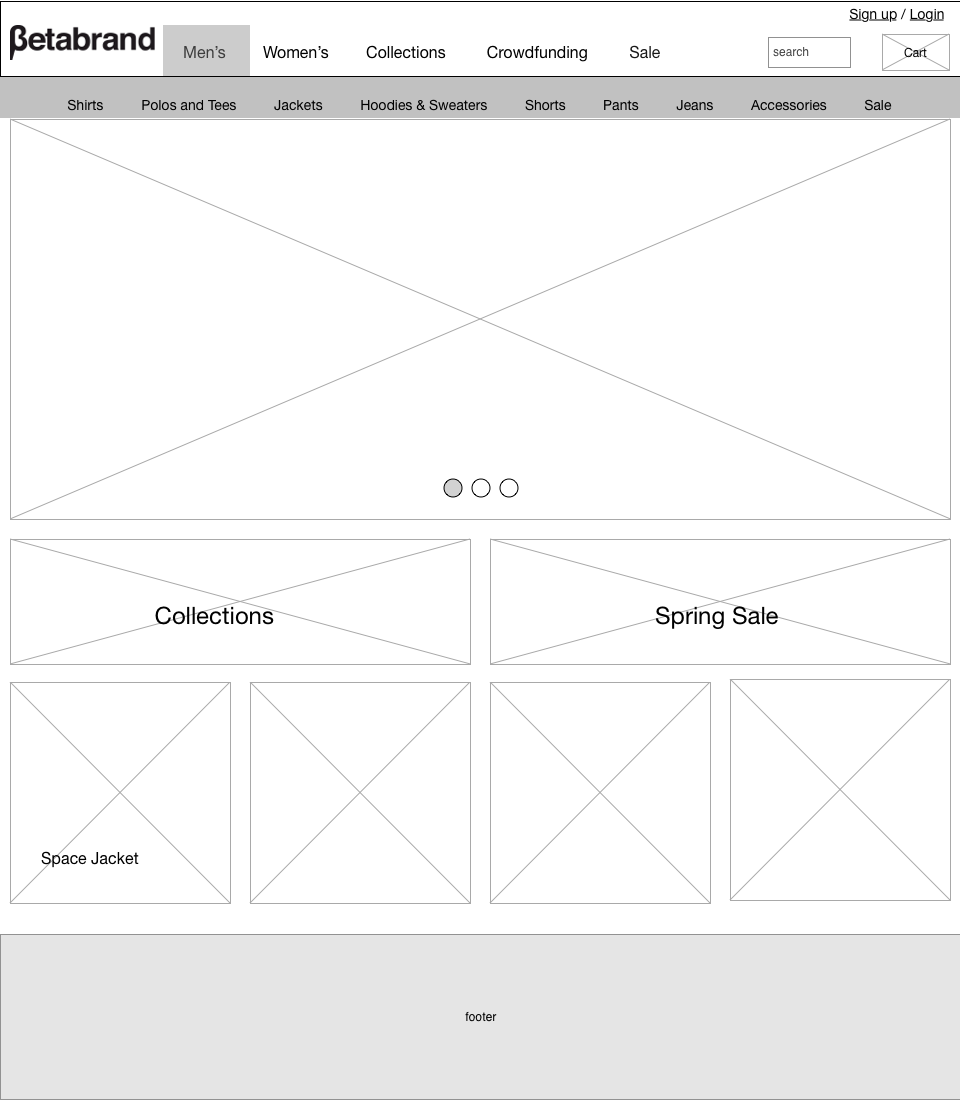 Sign up / Login
βetabrand
Men's Women's Collections Crowdfunding Sale search Cart
Shirts Polos and Tees Jackets Hoodies & Sweaters Shorts Pants Jeans Accessories Sale
Collections Spring Sale
Space Jacket
footer